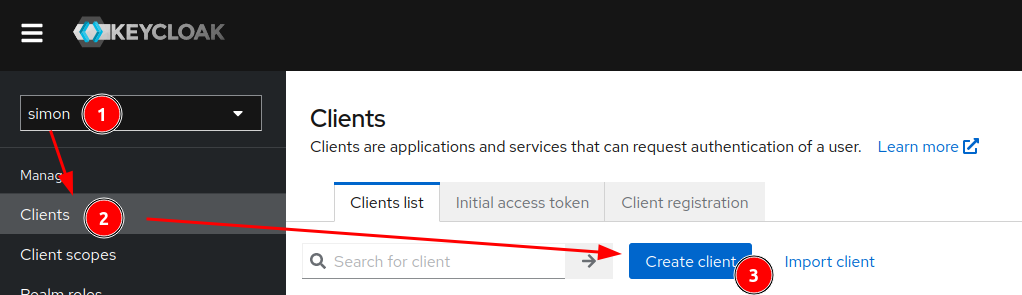 KEYCLOAK
simon 1
Manag
Clients 2
Client scopes
Realm roles
Clients
Clients are applications and services that can request authentication of a user. Learn more
Clients list Initial access token Client registration
Search for client Create client 3 Import client